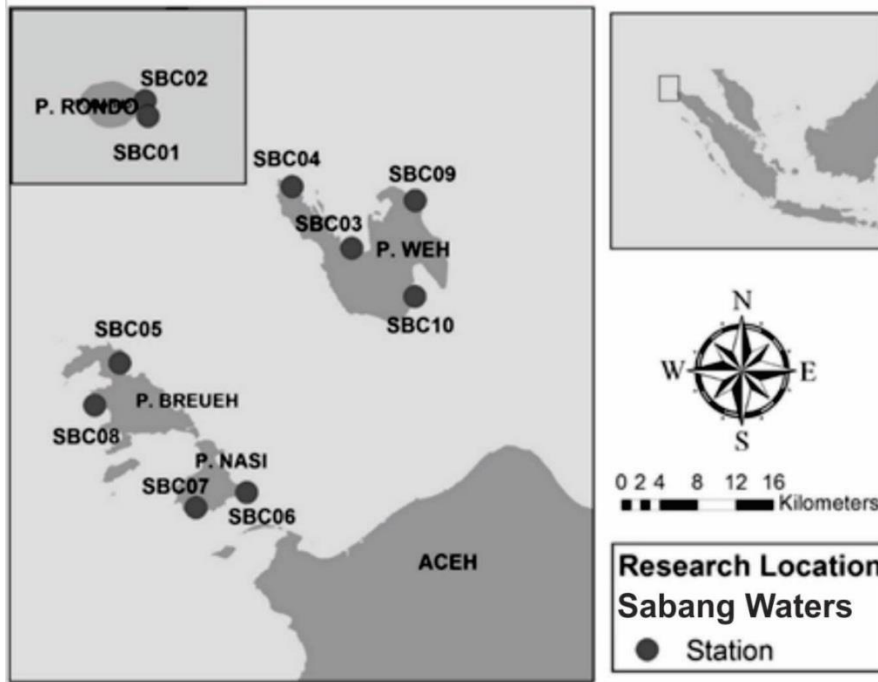 SBC02
P. RONDO
SBC01
SBC04
SBC09
SBC03
P. WEH
SBC10
SBC05
P. BREUEH
SBC08
P. NASI
SBC07
SBC06
ACEH
N
W E
S
0 2 4 8 12 16
Kilometers
Research Location
Sabang Waters
Station